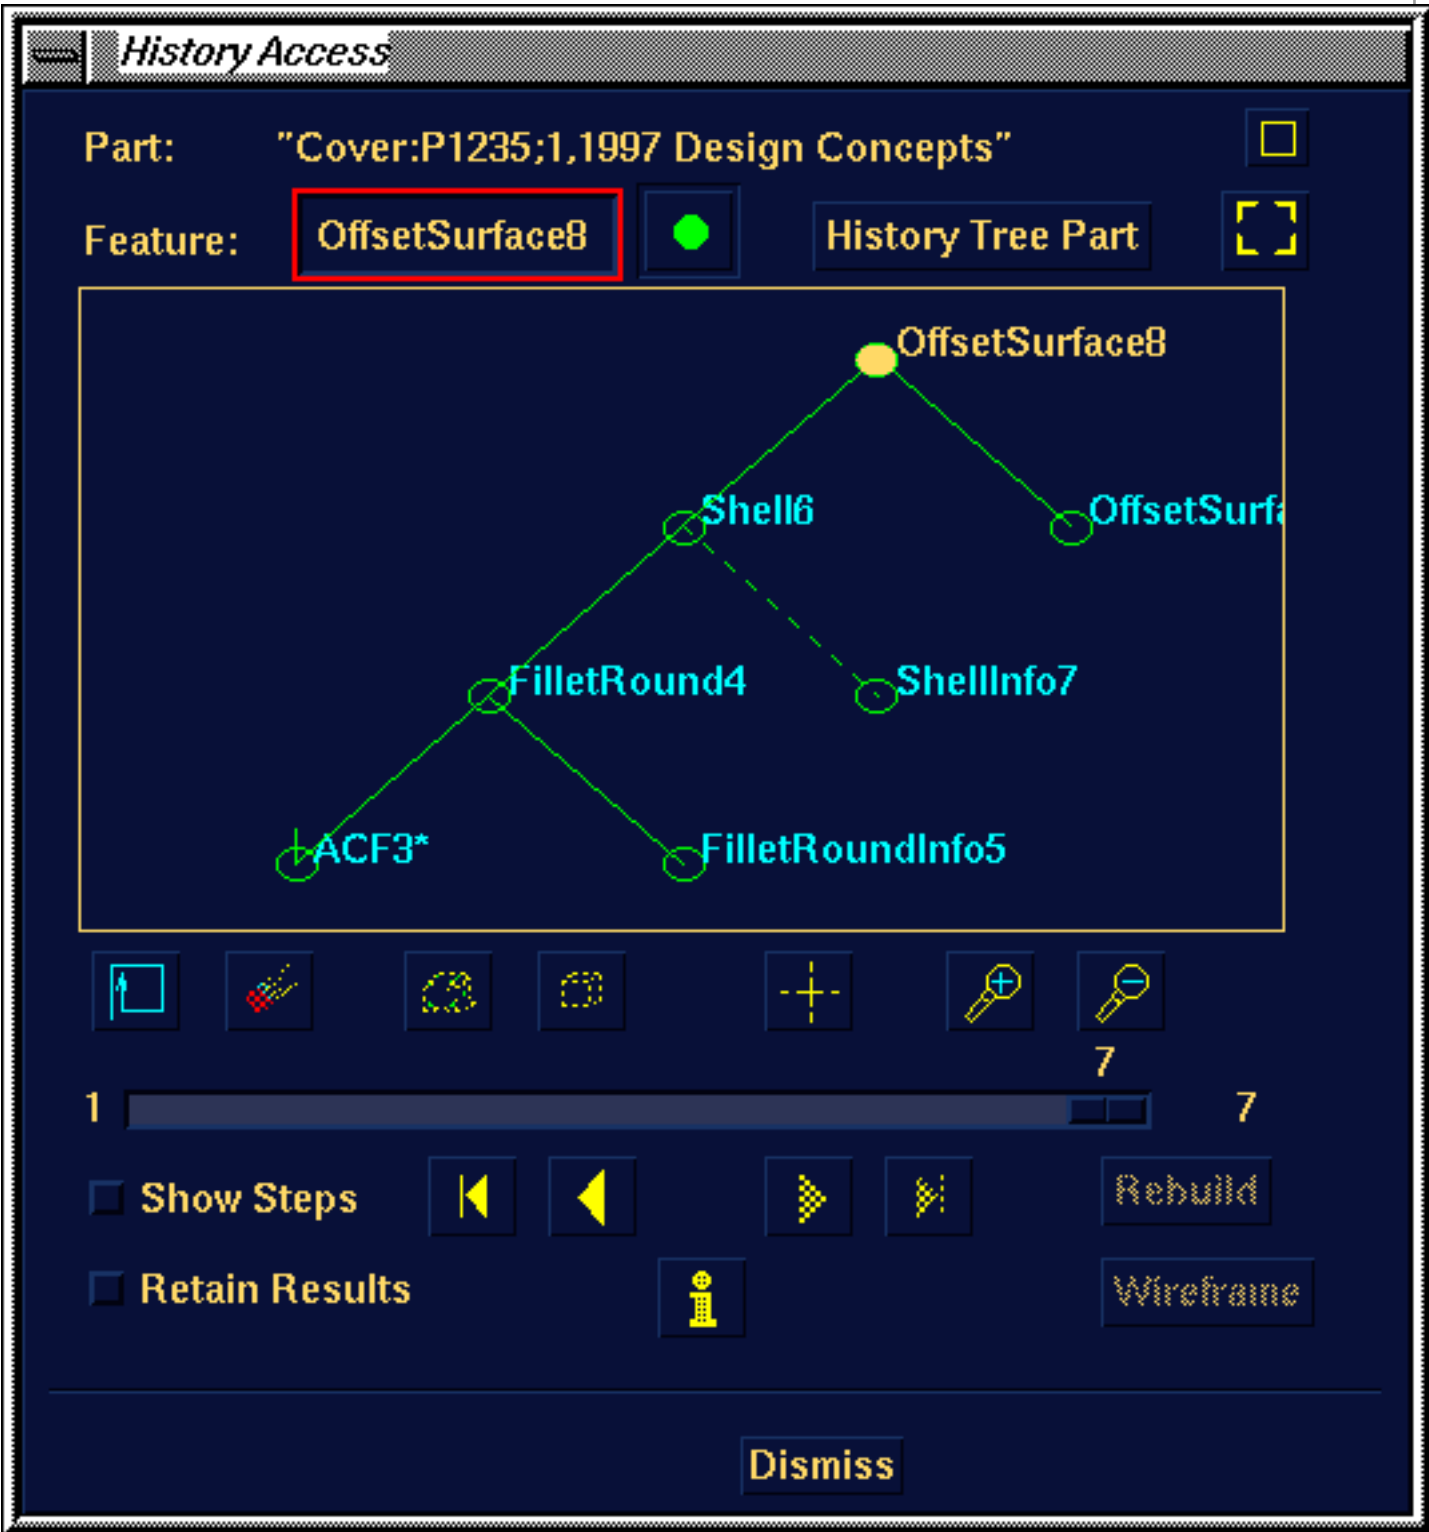 History Access
Part: "Cover:P1235;1,1997 Design Concepts"
Feature: OffsetSurface8 History Tree Part
OffsetSurface8
Shell6 OffsetSurfa
FilletRound4 ShellInfo7
ACF3* FilletRoundInfo5
7
1 7
Show Steps Rebuild
Retain Results Wireframe
Dismiss